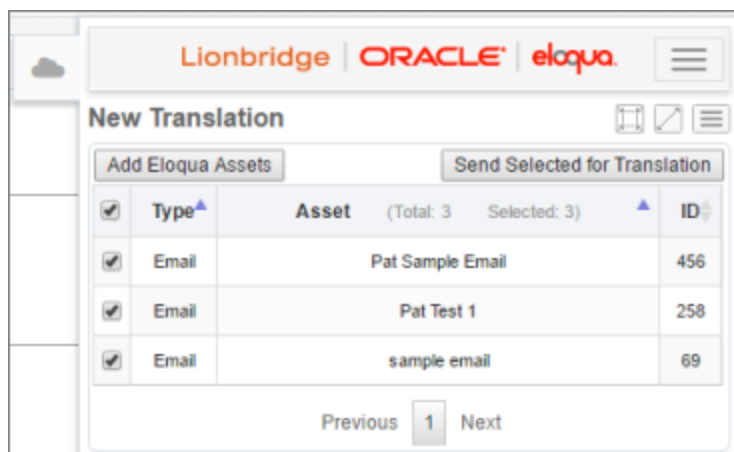 Lionbridge ORACLE eloqua.
New Translation
Add Eloqua Assets Send Selected for Translation
Type Asset (Total: 3 Selected: 3) ID
Email Pat Sample Email 456
Email Pat Test 1 258
Email sample email 69
Previous 1 Next